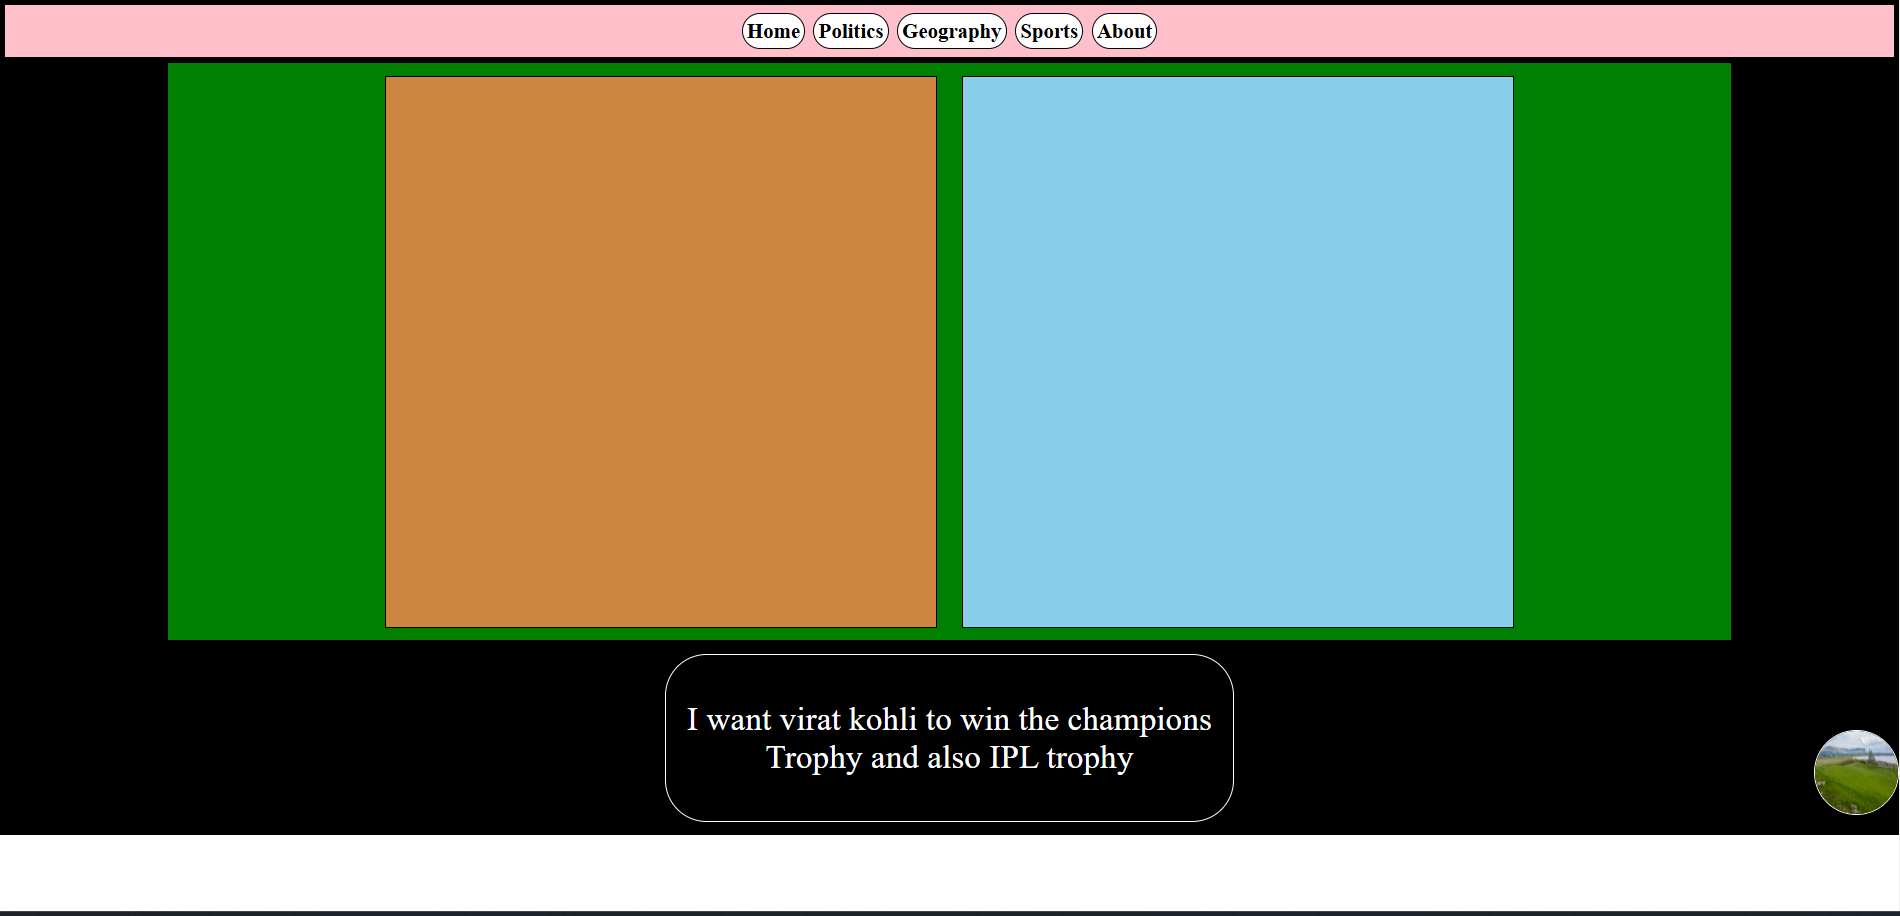 Home Politics Geography Sports About
I want virat kohli to win the champions
Trophy and also IPL trophy